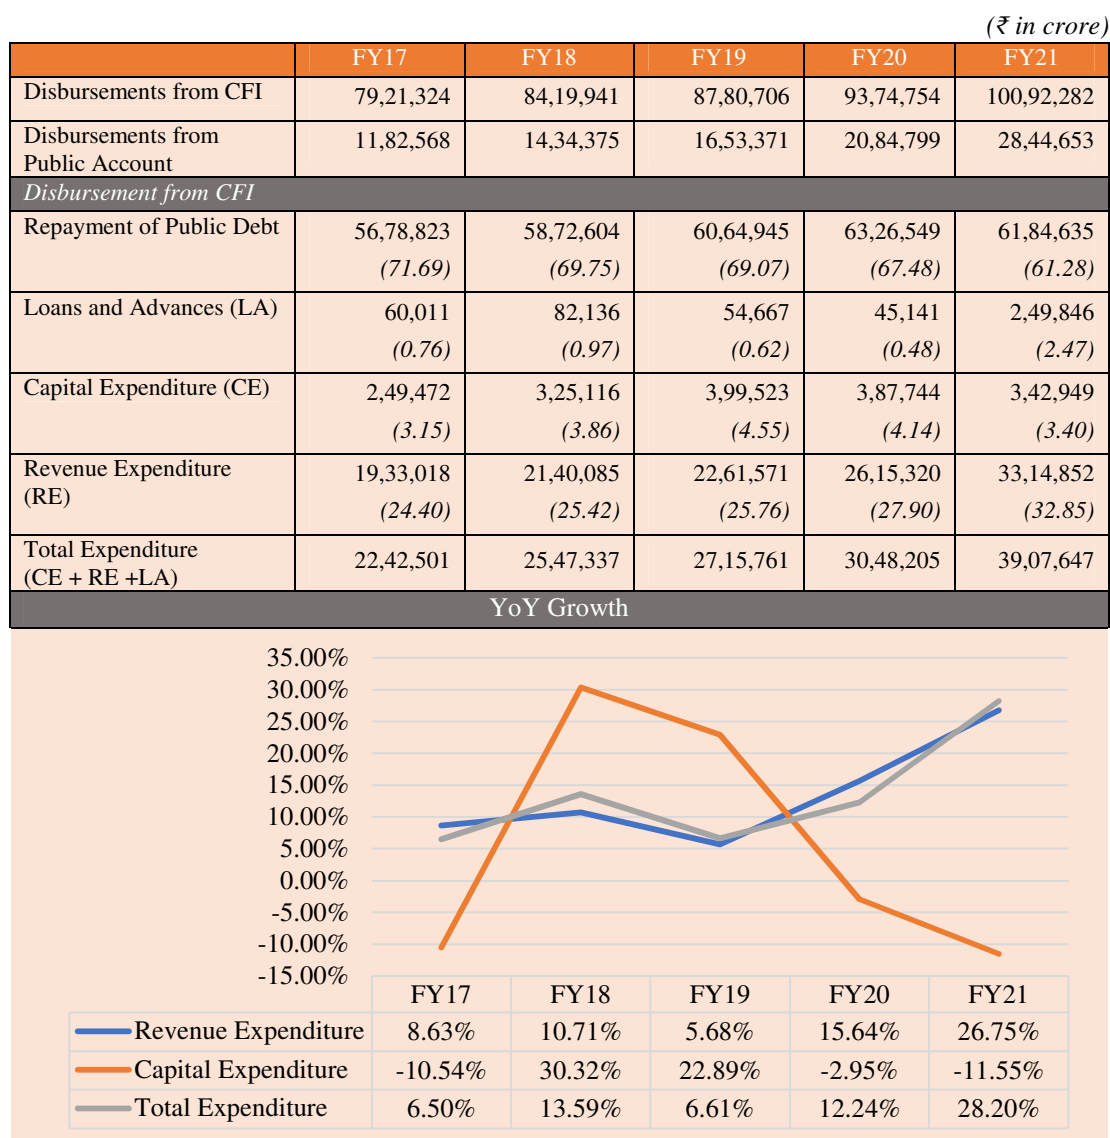 (₹ in crore)
FY17 FY18 FY19 FY20 FY21
Disbursements from CFI 79,21,324 84,19,941 87,80,706 93,74,754 100,92,282
Disbursements from
Public Account 11,82,568 14,34,375 16,53,371 20,84,799 28,44,653
Disbursement from CFI
Repayment of Public Debt 56,78,823 58,72,604 60,64,945 63,26,549 61,84,635
(71.69) (69.75) (69.07) (67.48) (61.28)
Loans and Advances (LA) 60,011 82,136 54,667 45,141 2,49,846
(0.76) (0.97) (0.62) (0.48) (2.47)
Capital Expenditure (CE) 2,49,472 3,25,116 3,99,523 3,87,744 3,42,949
(3.15) (3.86) (4.55) (4.14) (3.40)
Revenue Expenditure 19,33,018 21,40,085 22,61,571 26,15,320 33,14,852
(RE) (24.40) (25.42) (25.76) (27.90) (32.85)
Total Expenditure
(CE + RE +LA) 22,42,501 25,47,337 27,15,761 30,48,205 39,07,647
YoY Growth
35.00%
30.00%
25.00%
20.00%
15.00%
10.00%
5.00%
0.00%
-5.00%
-10.00%
-15.00%
FY17 FY18 FY19 FY20 FY21
Revenue Expenditure 8.63% 10.71% 5.68% 15.64% 26.75%
Capital Expenditure -10.54% 30.32% 22.89% -2.95% -11.55%
Total Expenditure 6.50% 13.59% 6.61% 12.24% 28.20%